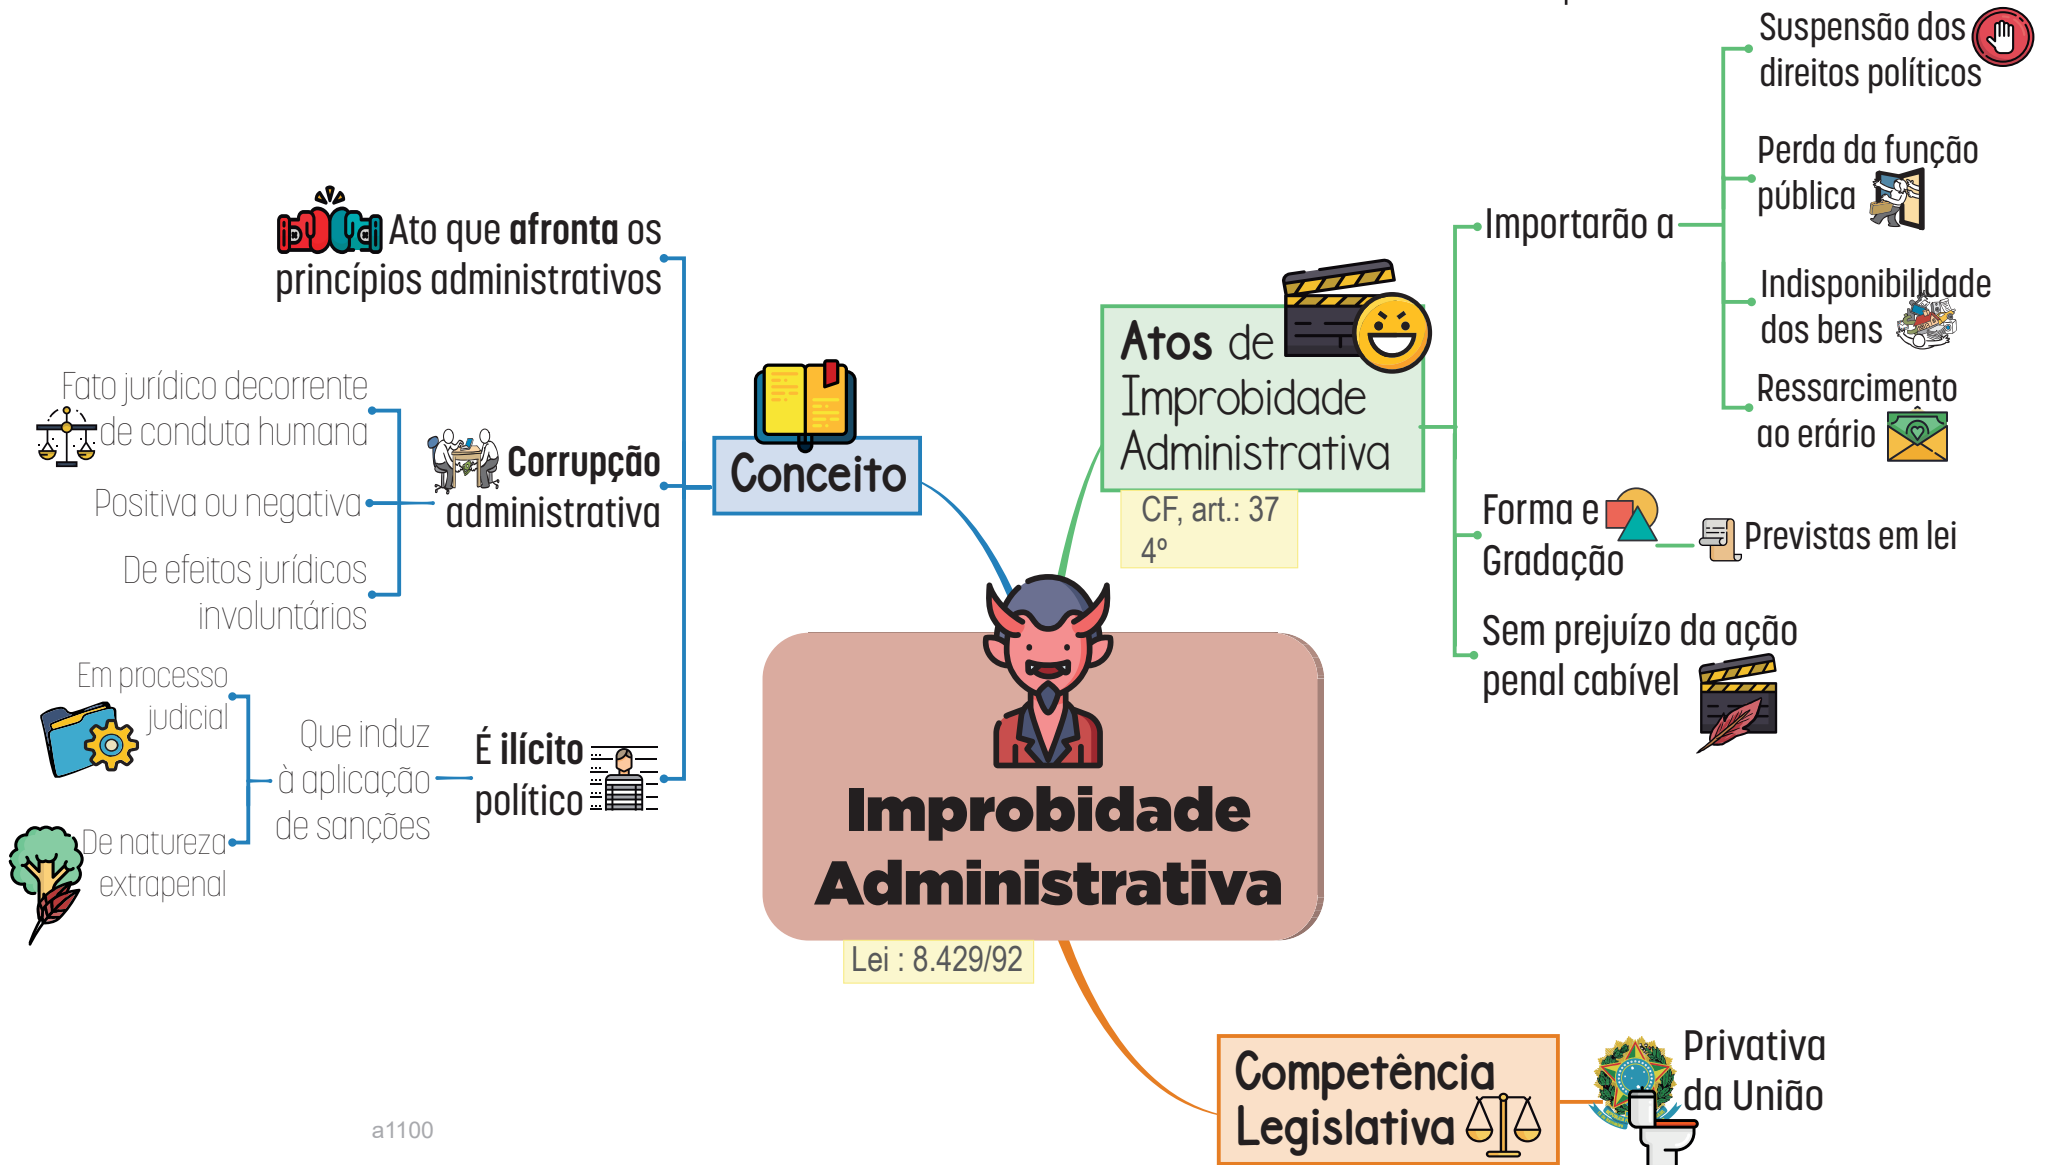 Improbidade
Administrativa
Lei : 8.429/92
Conceito
Ato que afronta os
princípios administrativos
Corrupção
administrativa
Fato jurídico decorrente
de conduta humana
Positiva ou negativa
De efeitos jurídicos
involuntários
É ilícito
político
Que induz
à aplicação
de sanções
Em processo
judicial
De natureza
extrapenal
Atos de
Improbidade
Administrativa
CF, art.: 37
4º
Importarão a
Suspensão dos
direitos políticos
Perda da função
pública
Indisponibilidade
dos bens
Ressarcimento
ao erário
Forma e
Gradação
Previstas em lei
Sem prejuízo da ação
penal cabível
Competência
Legislativa
Privativa
da União
a1100